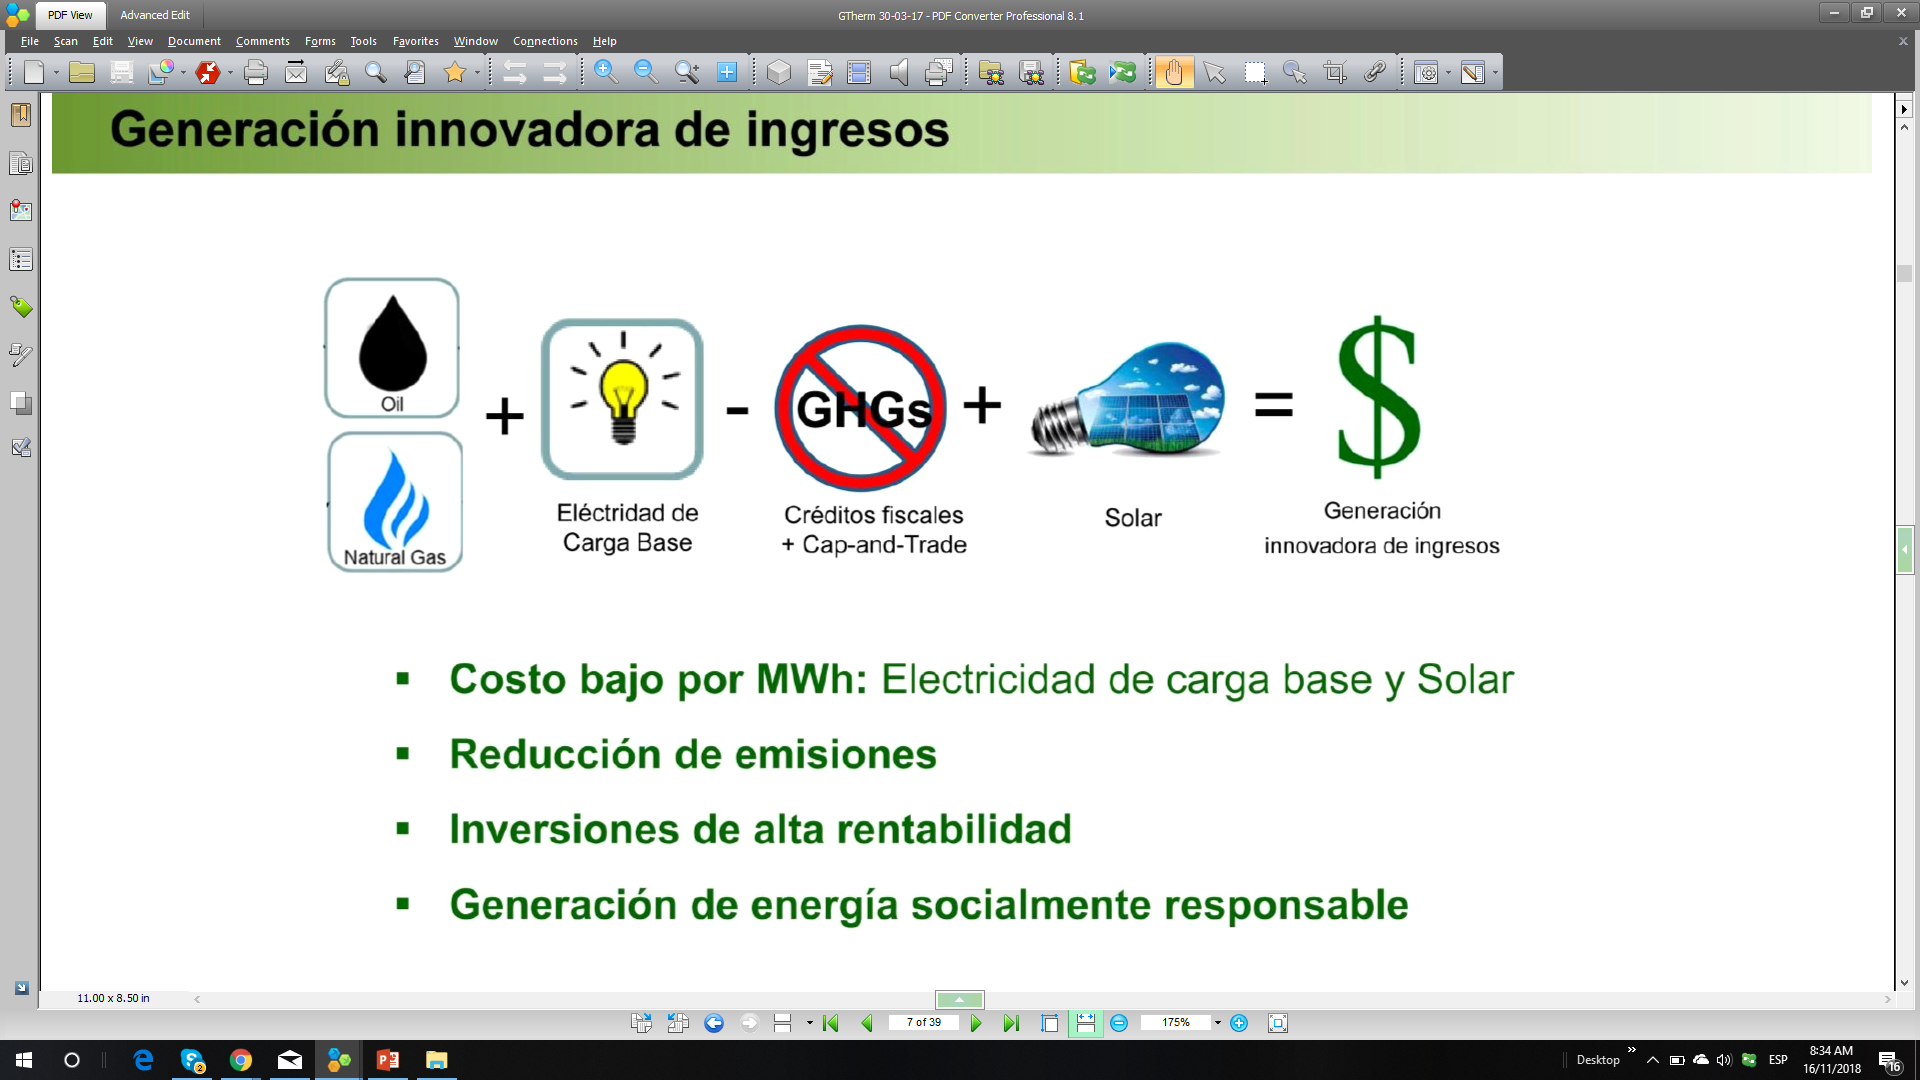 PDF View
Advanced Edit
GTherm 30-03-17 - PDF Converter Professional 8.1
File Scan Edit View Document Comments Forms Tools Favorites Window Connections Help
Generación innovadora de ingresos
Oil
Natural Gas
+
Eléctridad de
Carga Base
-
GHGs
Créditos fiscales
+ Cap-and-Trade
+
Solar
=
$
Generación
innovadora de ingresos
▪ Costo bajo por MWh: Electricidad de carga base y Solar
▪ Reducción de emisiones
▪ Inversiones de alta rentabilidad
▪ Generación de energía socialmente responsable
11.00 x 8.50 in
7 of 39
175%
2
Desktop
ESP
8:34 AM
16/11/2018
16